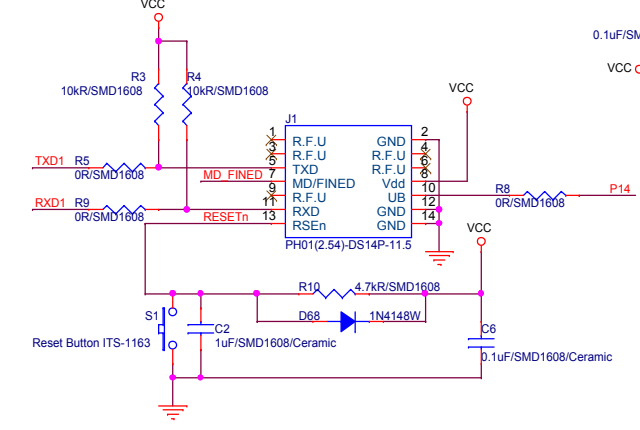 VCC
0.1uF/SM
VCC
R3
R4
10kR/SMD1608
10kR/SMD1608
VCC
J1
1
R.F.U
GND
2
3
R.F.U
R.F.U
4
TXD1
R5
5
TXD
R.F.U
6
0R/SMD1608
MD_FINED
7
MD/FINED
Vdd
8
9
R.F.U
UB
10
R8
P14
0R/SMD1608
RXD1
R9
11
RXD
GND
12
0R/SMD1608
RESETn
13
RSEn
GND
14
PH01(2.54)-DS14P-11.5
VCC
R10
4.7kR/SMD1608
S1
D68
1N4148W
C2
C6
Reset Button ITS-1163
1uF/SMD1608/Ceramic
0.1uF/SMD1608/Ceramic